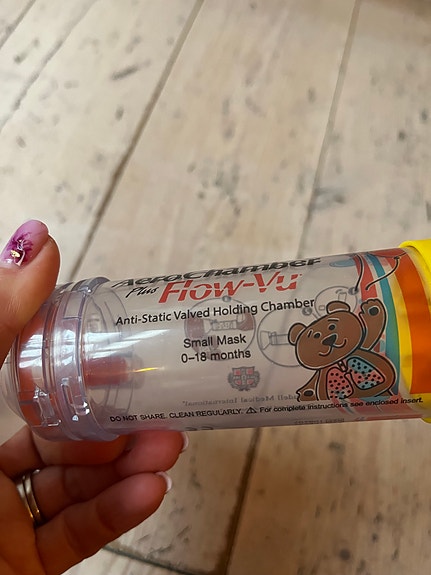 AeroChamber
Plus Flow-Vu
Anti-Static Valved Holding Chamber
Small Mask
0-18 months
DO NOT SHARE. CLEAN REGULARLY. ⚠ For complete instructions see enclosed insert.